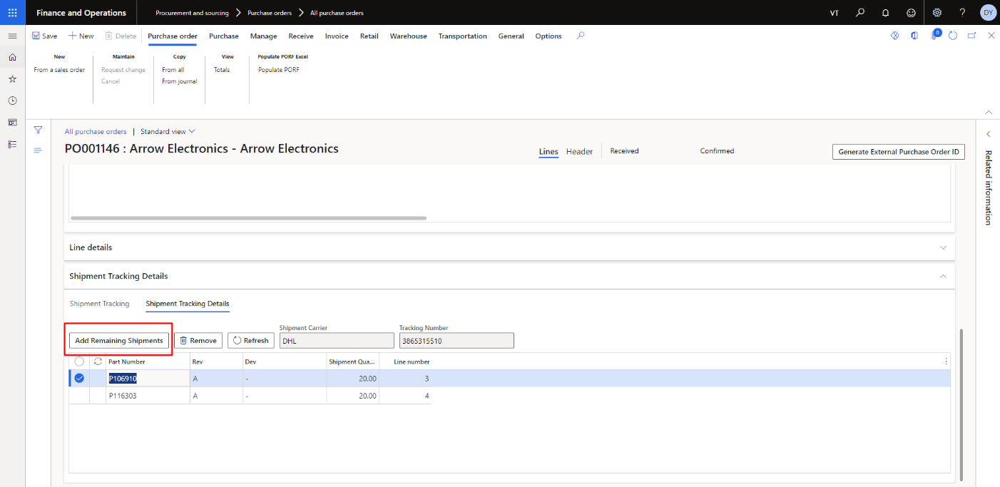 Finance and Operations
Procurement and sourcing
Purchase orders
All purchase orders
VT
?
DY
Save
New
Delete
Purchase order
Purchase
Manage
Receive
Invoice
Retail
Warehouse
Transportation
General
Options
0
New
Maintain
Copy
View
Populate PORF Excel
From a sales order
Request change
From all
Totals
Populate PORF
Cancel
From journal
All purchase orders | Standard view
PO001146 : Arrow Electronics - Arrow Electronics
Lines
Header
Received
Confirmed
Generate External Purchase Order ID
Related information
Line details
Shipment Tracking Details
Shipment Tracking
Shipment Tracking Details
Shipment Carrier
Tracking Number
Add Remaining Shipments
Remove
Refresh
DHL
3865315510
Part Number Rev Dev Shipment Qua... Line number
P106910 A - 20.00 3
P116303 A - 20.00 4